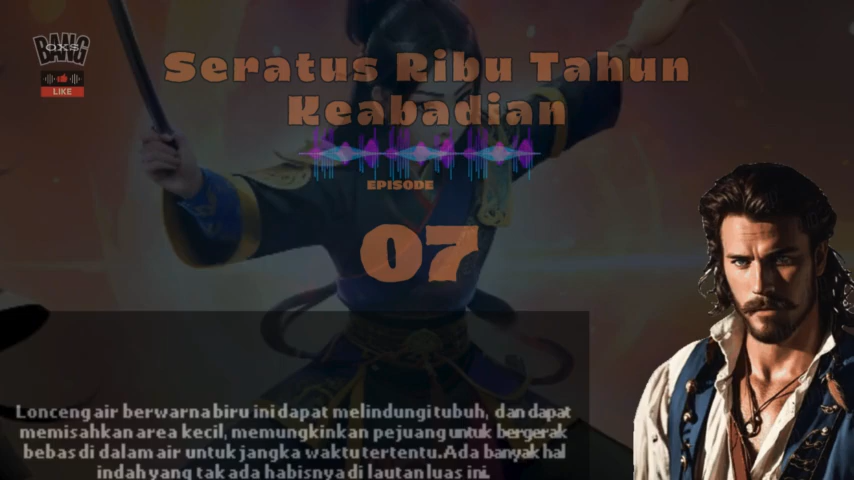 OXS
BANG
LIKE
Seratus Ribu Tahun
Keabadian
EPISODE
07
Lonceng air berwarna biru ini dapat melindungi tubuh, dan dapat
memisahkan area kecil, memungkinkan pejuang untuk bergerak
bebas di dalam air untuk jangka waktu tertentu. Ada banyak hal
indah yang tak ada habisnya di lautan luas ini.